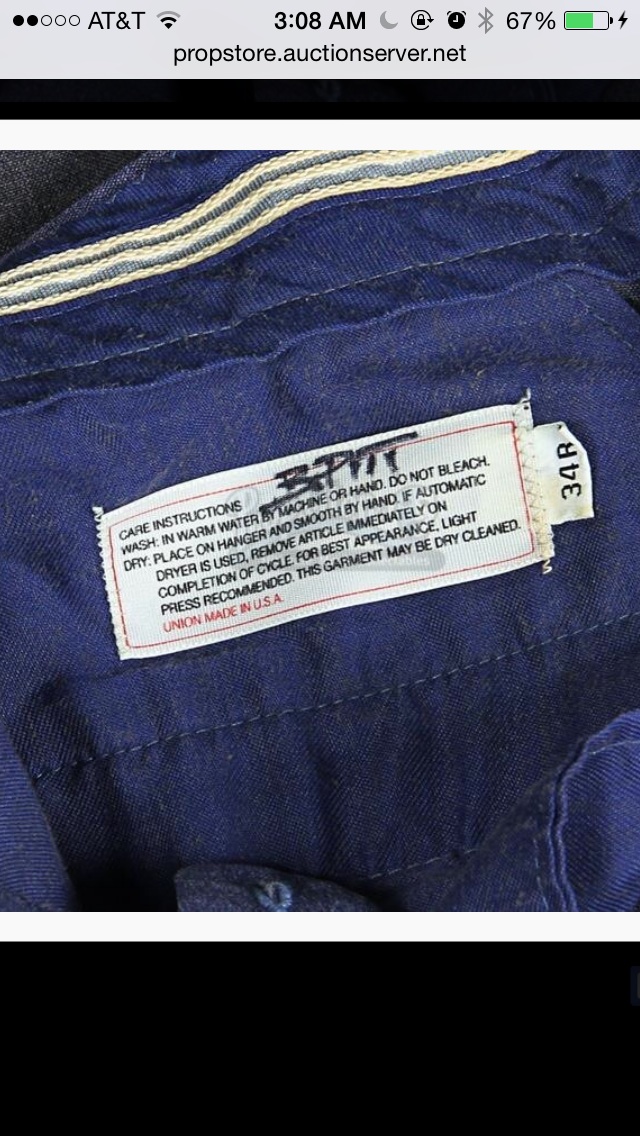 AT&T 3:08 AM 67%
propstore.auctionserver.net
B.PITT
CARE INSTRUCTIONS
WASH: IN WARM WATER BY MACHINE OR HAND. DO NOT BLEACH.
DRY: PLACE ON HANGER AND SMOOTH BY HAND. IF AUTOMATIC
DRYER IS USED, REMOVE ARTICLE IMMEDIATELY ON
COMPLETION OF CYCLE. FOR BEST APPEARANCE, LIGHT
PRESS RECOMMENDED. THIS GARMENT MAY BE DRY CLEANED.
UNION MADE IN U.S.A.
34R